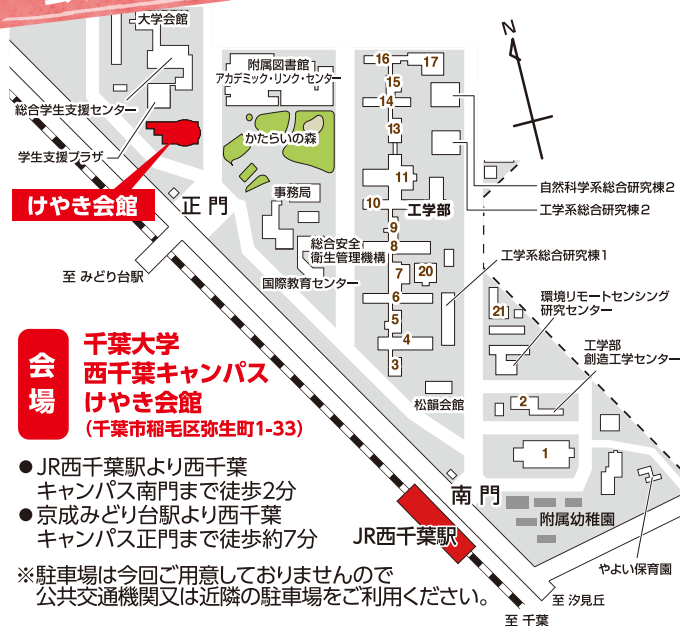 大学会館
総合学生支援センター
学生支援プラザ
けやき会館
正門
至 みどり台駅
附属図書館
アカデミック・リンク・センター
かたらいの森
事務局
総合安全
衛生管理機構
国際教育センター
16
17
15
14
13
11
10
工学部
9
8
7
20
6
5
4
3
松韻会館
N
自然科学系総合研究棟2
工学系総合研究棟2
工学系総合研究棟1
環境リモートセンシング
研究センター
21
工学部
創造工学センター
2
1
南門
附属幼稚園
やよい保育園
JR西千葉駅
至 汐見丘
至 千葉
会場
千葉大学
西千葉キャンパス
けやき会館
(千葉市稲毛区弥生町1-33)
●JR西千葉駅より西千葉
キャンパス南門まで徒歩2分
●京成みどり台駅より西千葉
キャンパス正門まで徒歩約7分
※駐車場は今回ご用意しておりませんので
公共交通機関又は近隣の駐車場をご利用ください。